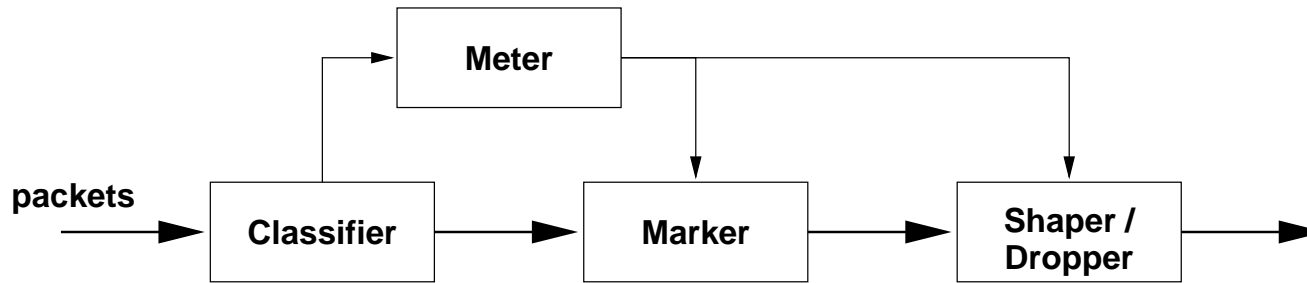 Meter
packets
Classifier
Marker
Shaper /
Dropper